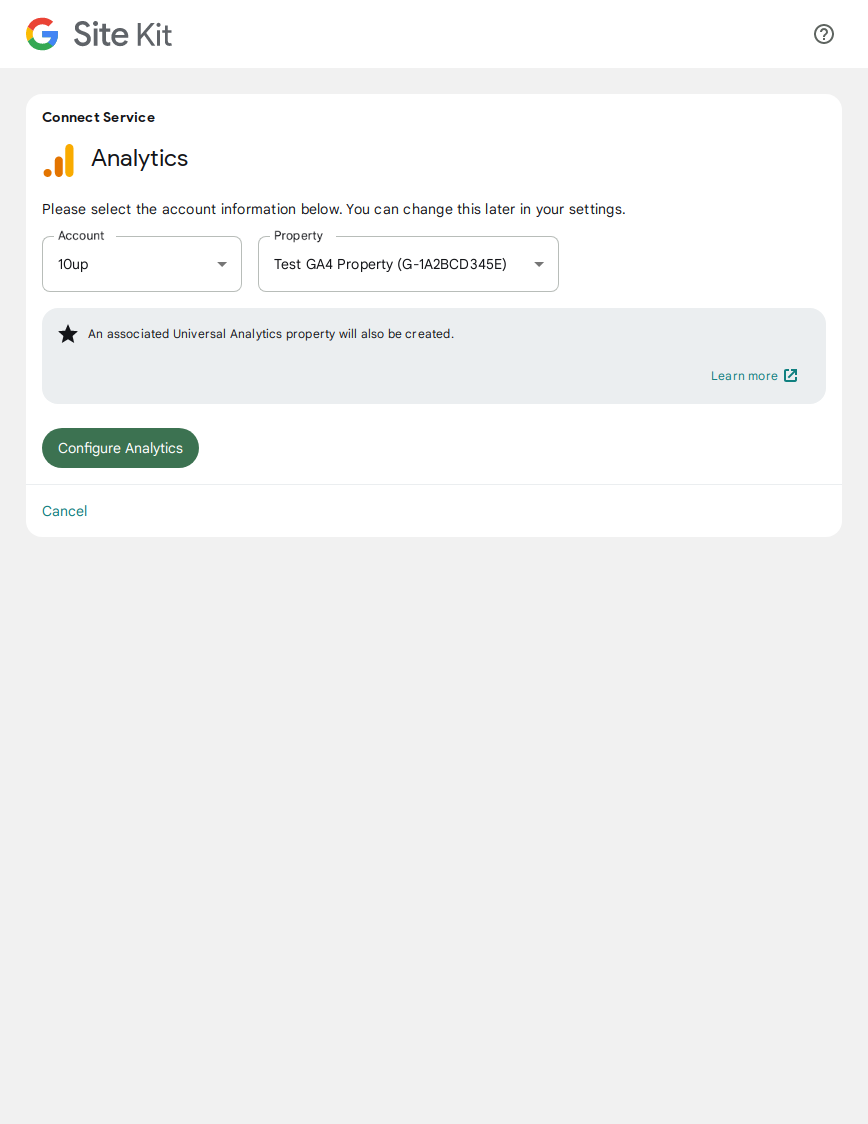 Site Kit
Connect Service
Analytics
Please select the account information below. You can change this later in your settings.
Account
10up
Property
Test GA4 Property (G-1A2BCD345E)
An associated Universal Analytics property will also be created.
Learn more
Configure Analytics
Cancel